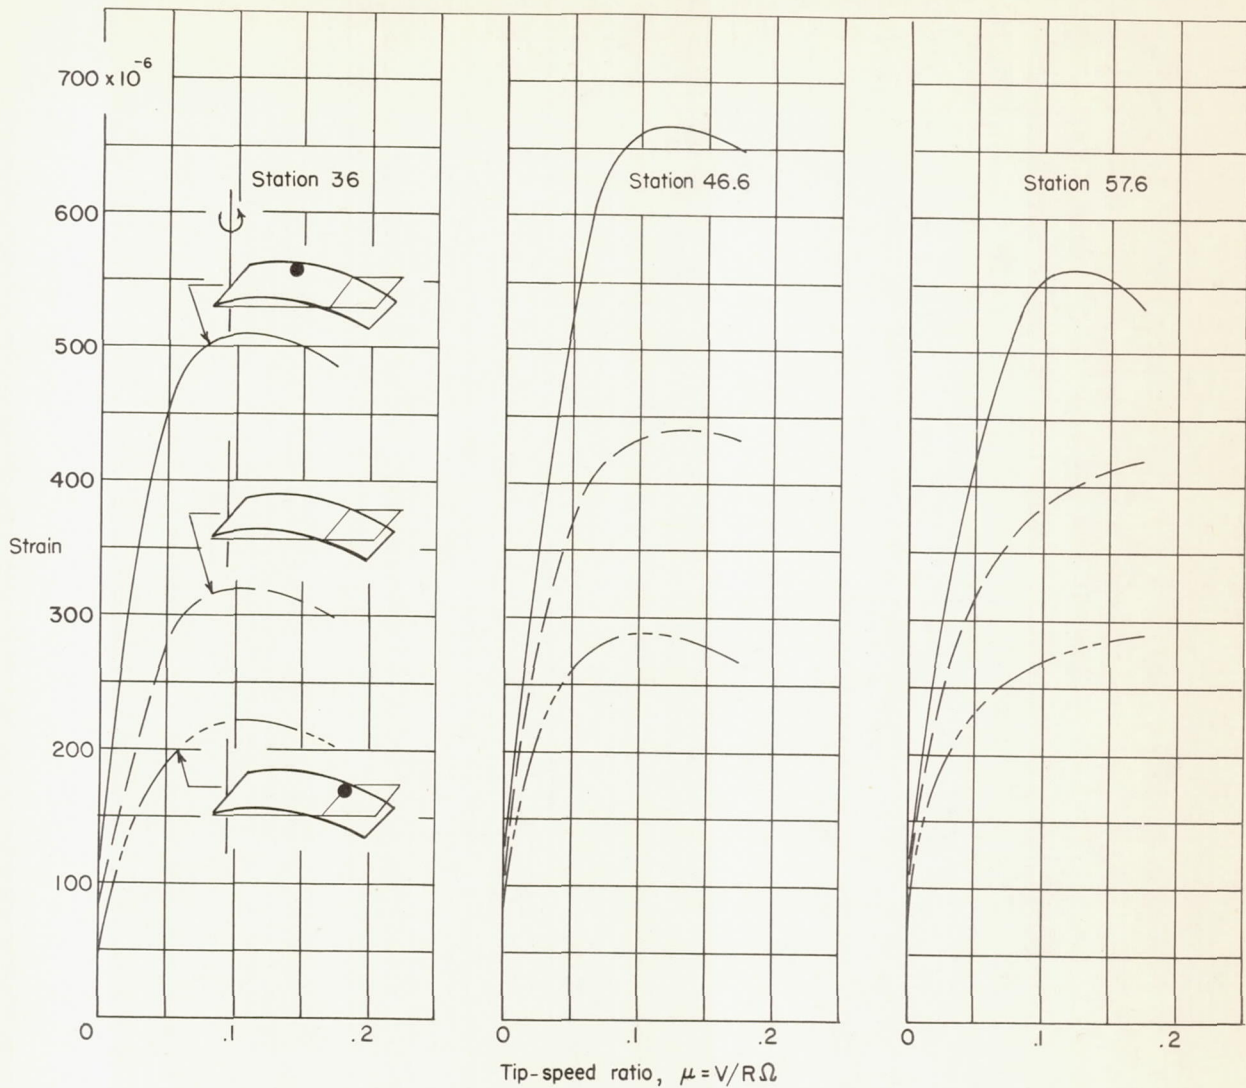 700 x 10-6
Station 36
Station 46.6
Station 57.6
600
500
400
Strain
300
200
100
0
.1
.2
0
.1
.2
0
.1
.2
Tip-speed ratio, μ=V/RΩ